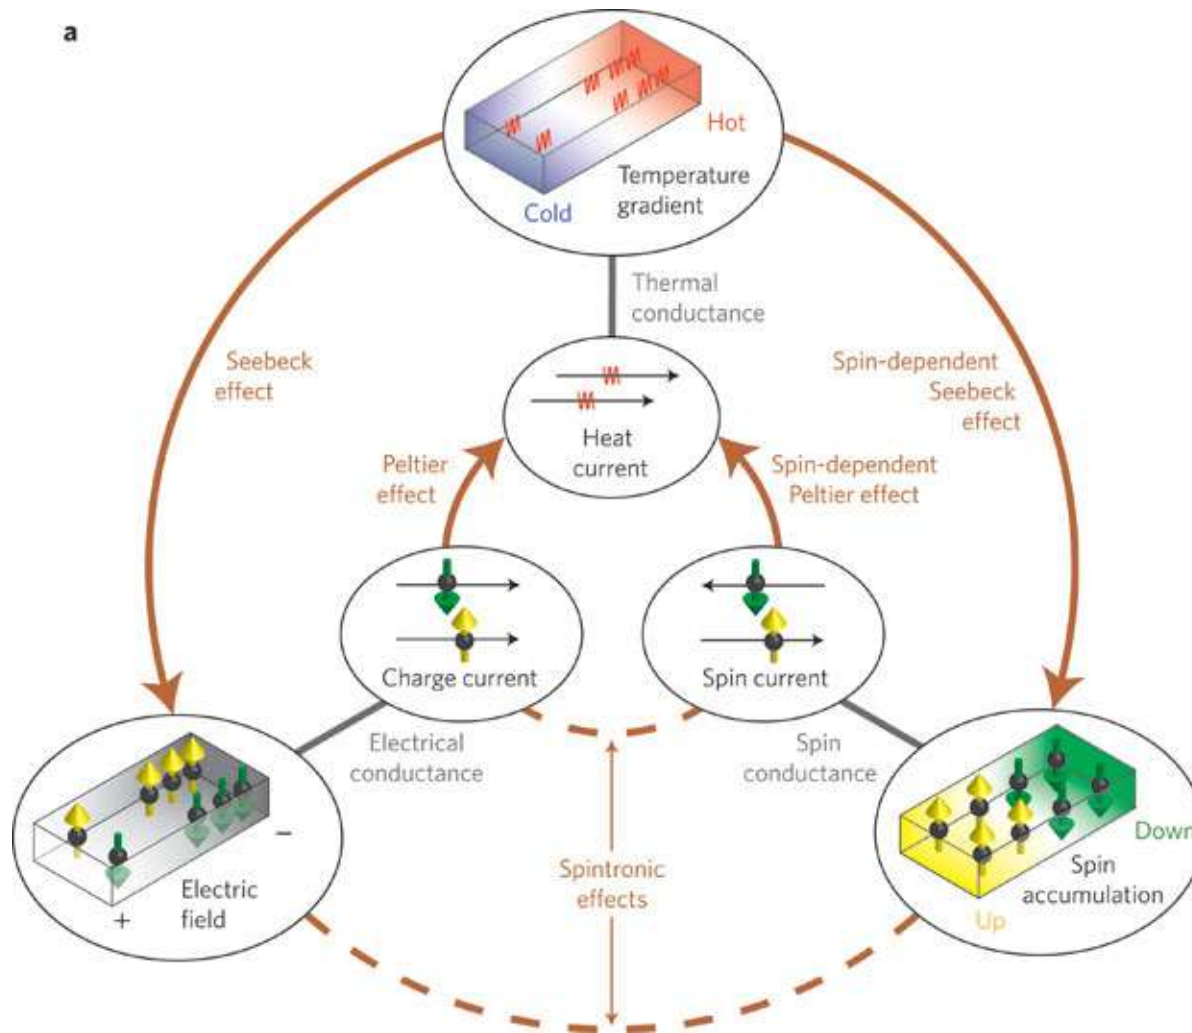 a
Hot
Temperature
gradient
Cold
Thermal
conductance
Seebeck
effect
Spin-dependent
Seebeck
effect
Heat
current
Peltier
effect
Spin-dependent
Peltier effect
Charge current
Spin current
Electrical
conductance
Spin
conductance
−
Electric
field
+
Spintronic
effects
Down
Spin
accumulation
Up